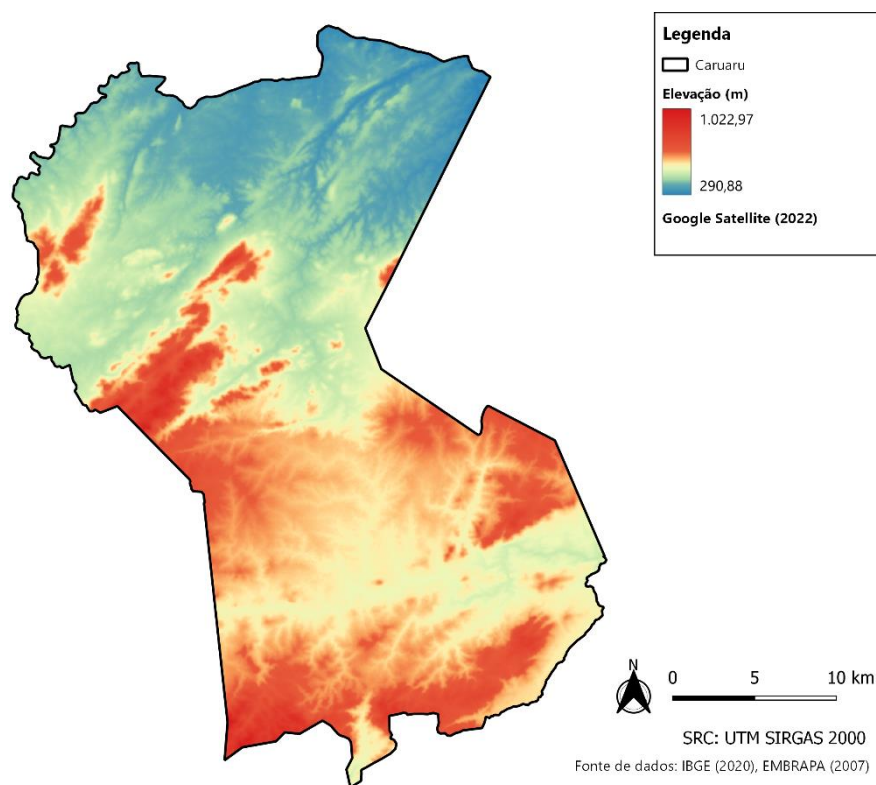 Legenda
Caruaru
Elevação (m)
1.022,97
290,88
Google Satellite (2022)
N
0 5 10 km
SRC: UTM SIRGAS 2000
Fonte de dados: IBGE (2020), EMBRAPA (2007)